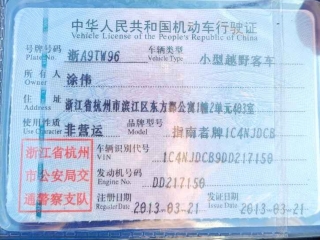 中华人民共和国机动车行驶证
Vehicle License of the People's Republic of China
号牌号码 浙A9TW96 车辆类型 小型越野客车
Plate No. Vehicle Type
所有人 涂伟
Owner
住址 浙江省杭州市滨江区东方郡公寓1幢2单元403室
Address
使用性质 非营运 品牌型号 指南者牌1C4NJDCB
Use Character Model
浙江省杭州
市公安局交
通警察支队
车辆识别代号 1C4NJDCB9DD217150
VIN
发动机号码 DD217150
Engine No.
注册日期 2013-03-21 发证日期 2013-03-21
Register Date Issue Date